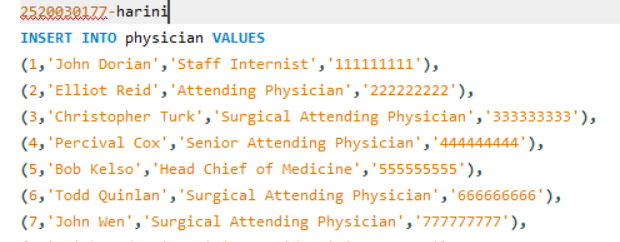 2520030177-harini
INSERT INTO physician VALUES
(1,'John Dorian','Staff Internist','111111111'),
(2,'Elliot Reid','Attending Physician','222222222'),
(3,'Christopher Turk','Surgical Attending Physician','333333333'),
(4,'Percival Cox','Senior Attending Physician','444444444'),
(5,'Bob Kelso','Head Chief of Medicine','555555555'),
(6,'Todd Quinlan','Surgical Attending Physician','666666666'),
(7,'John Wen','Surgical Attending Physician','777777777'),